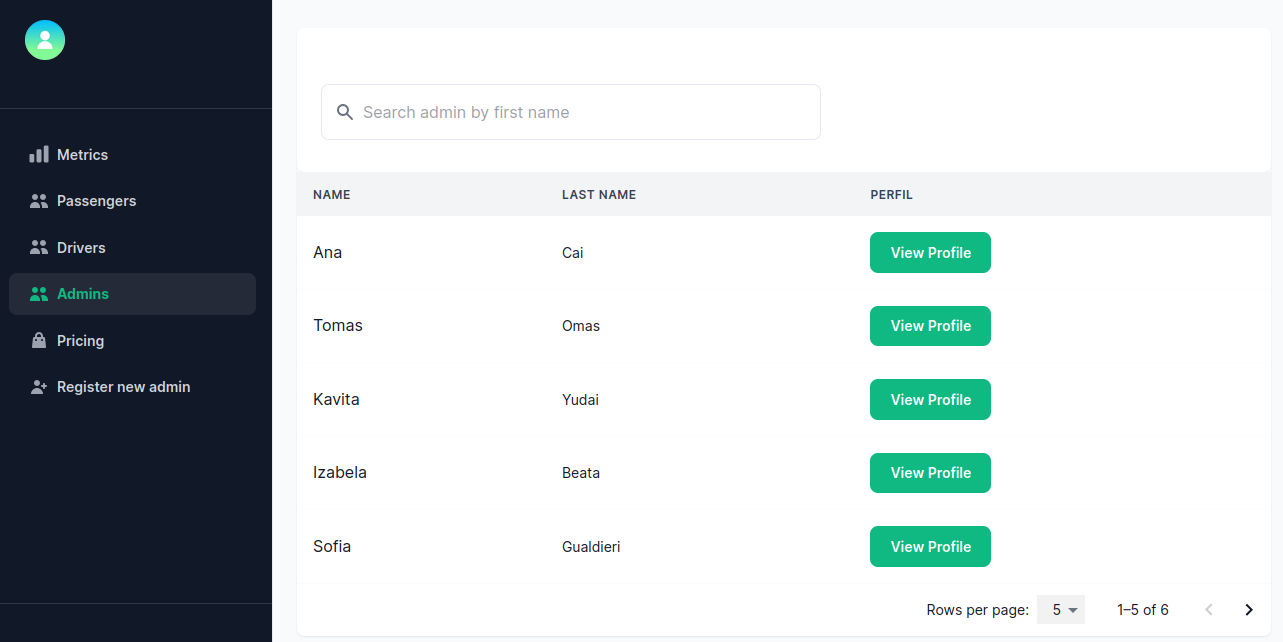 Metrics
Passengers
Drivers
Admins
Pricing
Register new admin
Search admin by first name
NAME LAST NAME PERFIL
Ana Cai View Profile
Tomas Omas View Profile
Kavita Yudai View Profile
Izabela Beata View Profile
Sofia Gualdieri View Profile
Rows per page: 5 1–5 of 6